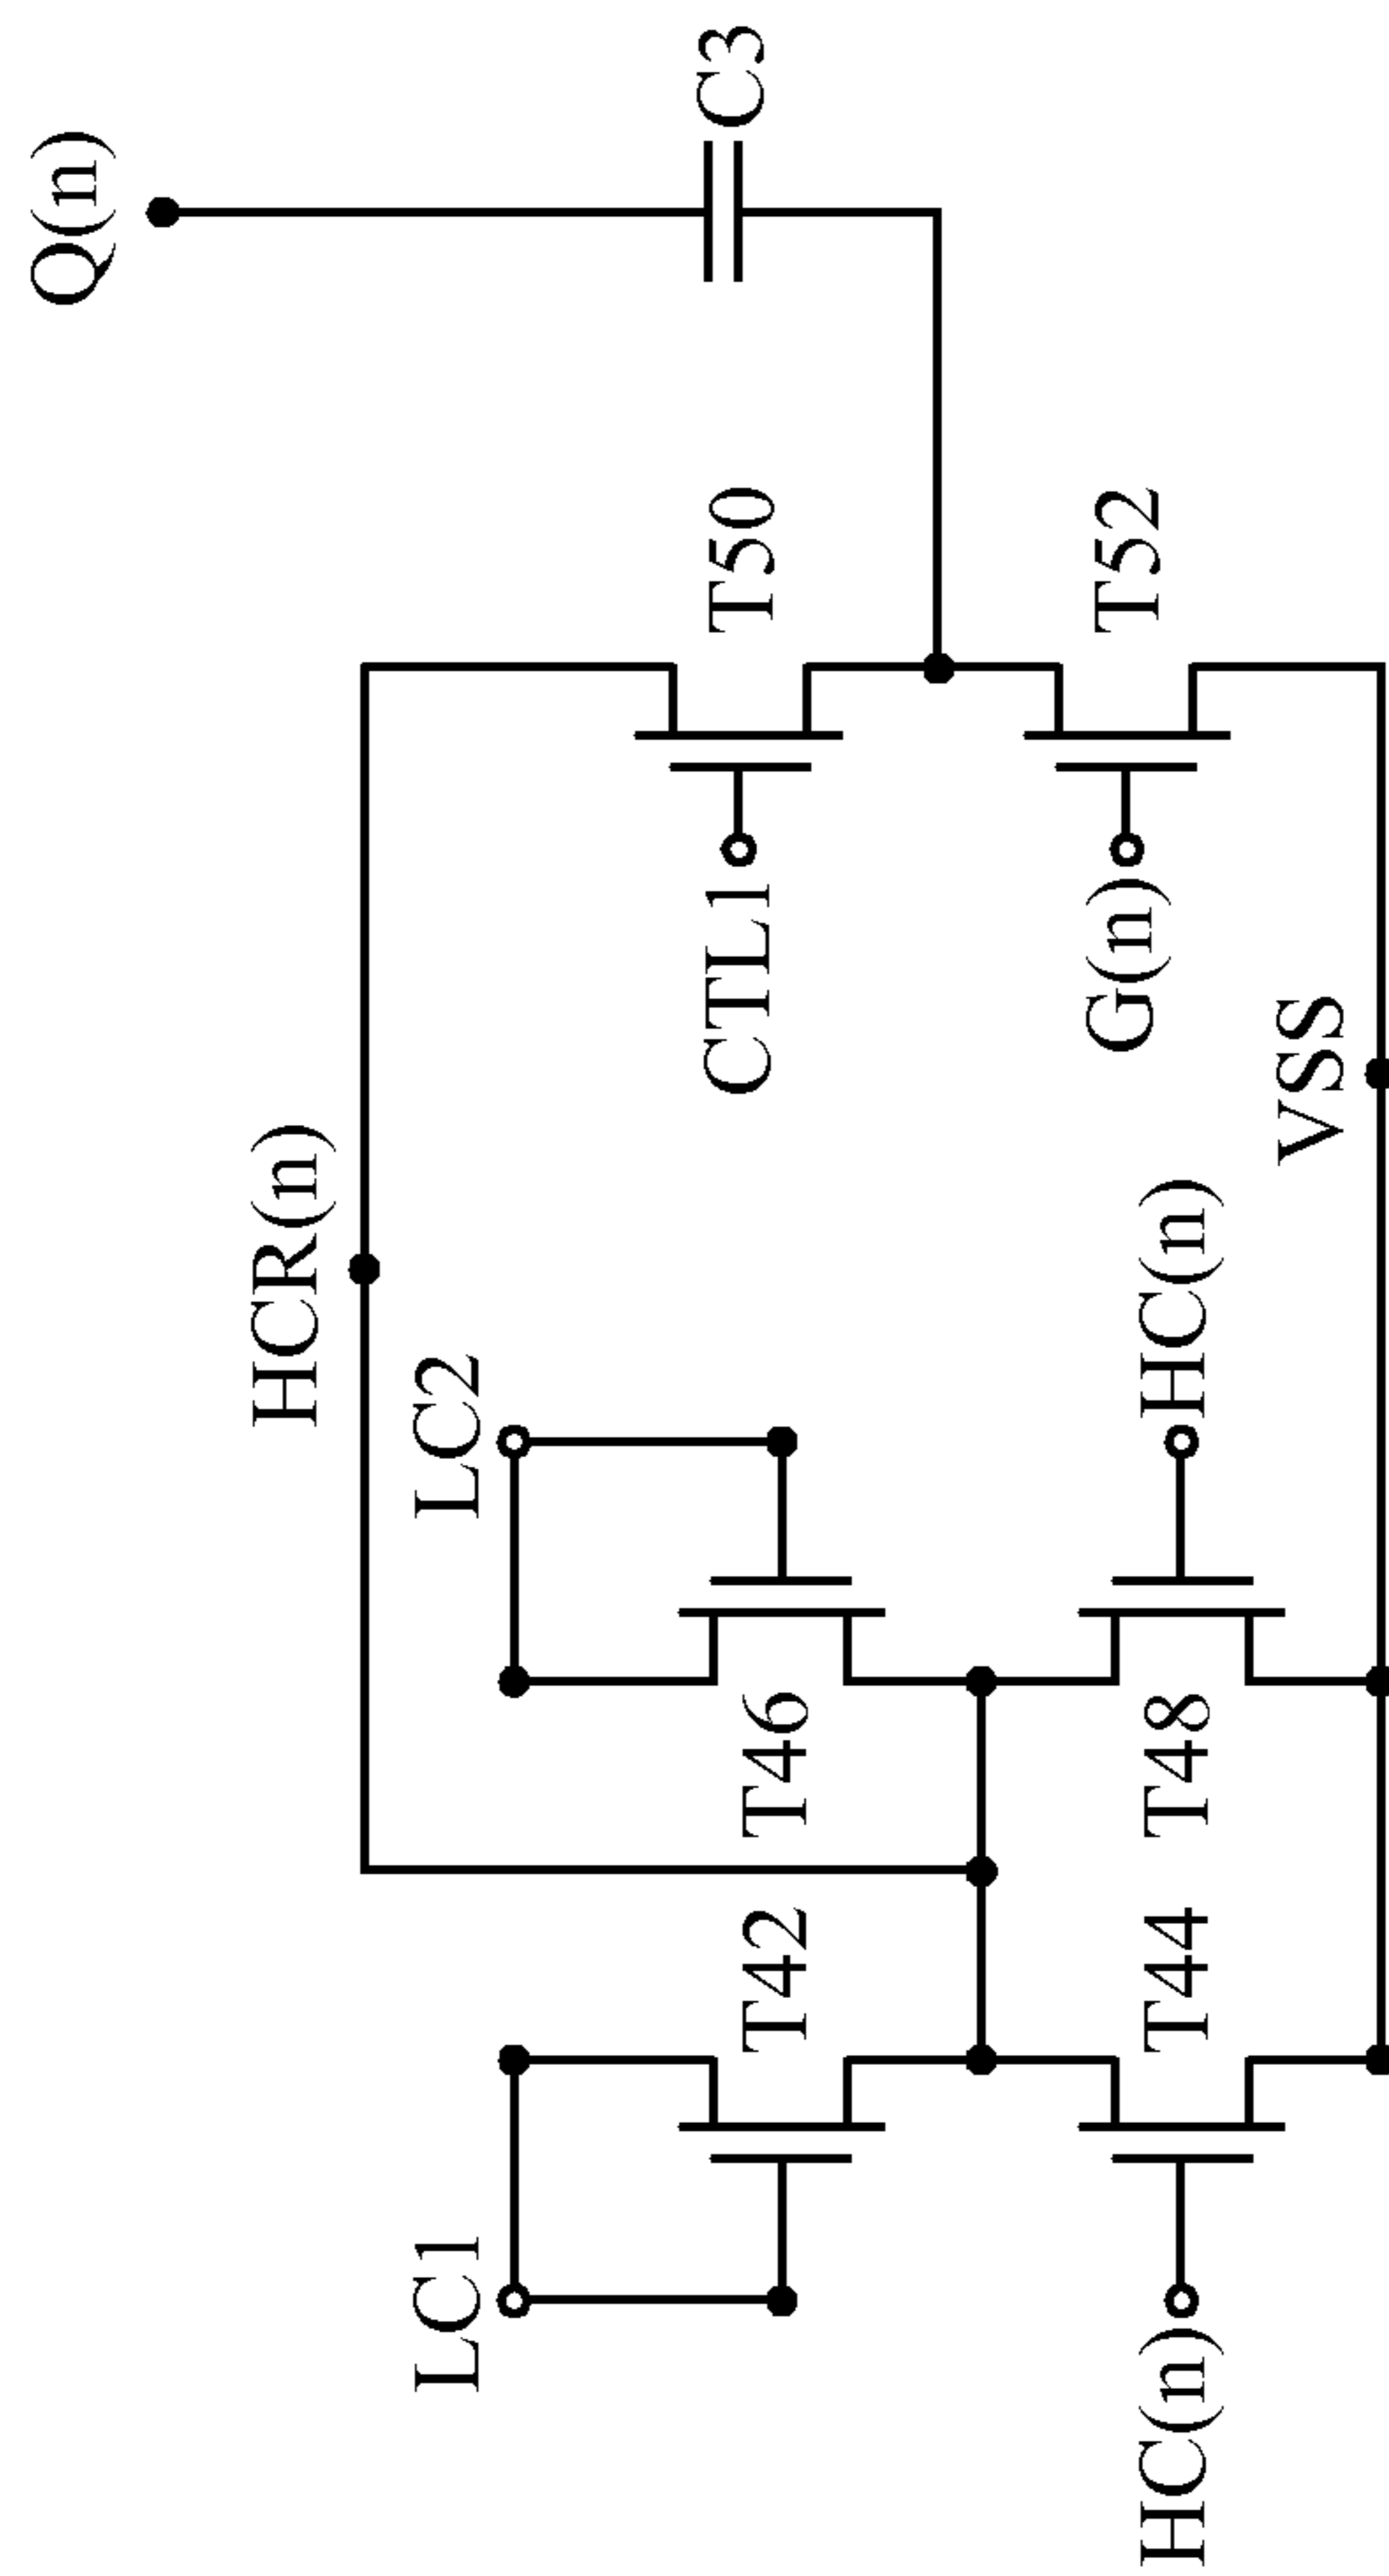 Q(n)
C3
HCR(n)
LC1
LC2
T42
T46
T50
CTL1
HC(n)
T44
T48
HC(n)
G(n)
T52
VSS